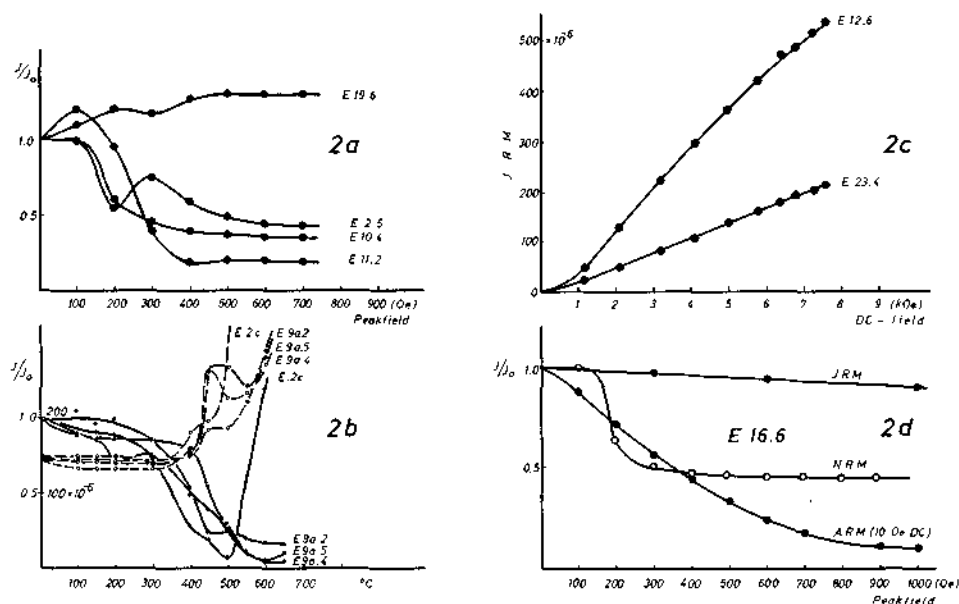 J/Jo
1.0
0.5
2a
E 19.6
E 2.5
E 10.4
E 11.2
100 200 300 400 500 600 700 800 900 (Oe)
Peakfield
500
×10⁻⁶
400
300
200
100
J R M
2c
E 12.6
E 23.4
1 2 3 4 5 6 7 8 9 (kOe)
DC - field
J/Jo
1.0
200
0.5
100×10⁻⁶
2b
E 2c
E 9a.2
E 9a.5
E 9a.4
E.2c
E 9a.2
E 9a.5
E 9a.4
100 200 300 400 500 600 700 °C
J/Jo
1.0
0.5
E 16.6
2d
JRM
NRM
ARM (10 Oe DC)
100 200 300 400 500 600 700 800 900 1000 (Oe)
Peakfield